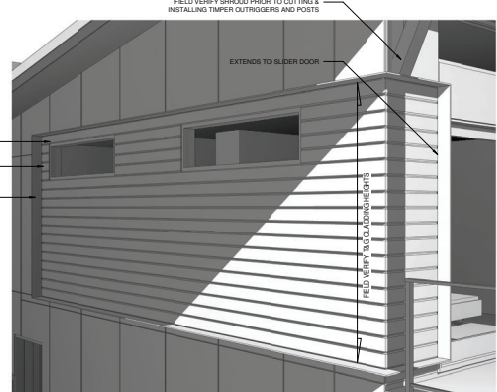 FIELD VERIFY SHROUD PRIOR TO CUTTING &
INSTALLING TIMPER OUTRIGGERS AND POSTS
EXTENDS TO SLIDER DOOR
FIELD VERIFY T&G CLADDING HEIGHTS